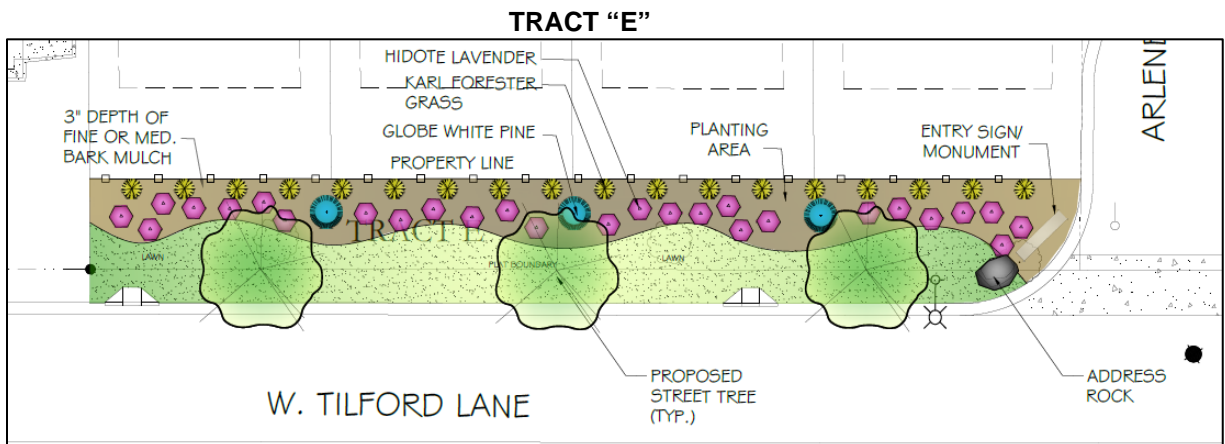 TRACT “E”
HIDOTE LAVENDER
KARL FORESTER
GRASS
GLOBE WHITE PINE
PROPERTY LINE
3" DEPTH OF
FINE OR MED.
BARK MULCH
PLANTING
AREA
ENTRY SIGN/
MONUMENT
ARLENE
TRACT E
LAWN
PLAT BOUNDARY
LAWN
PROPOSED
STREET TREE
(TYP.)
ADDRESS
ROCK
W. TILFORD LANE